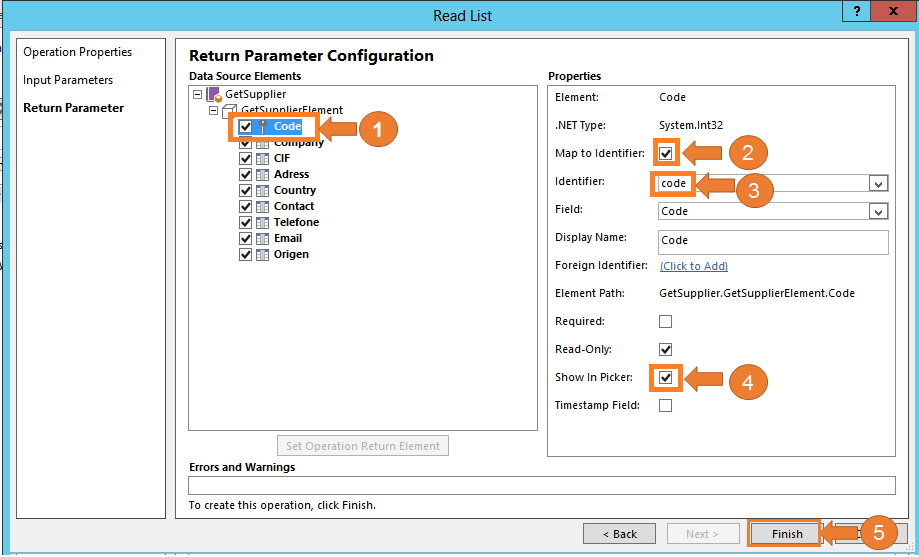 Read List
?
x
Operation Properties
Input Parameters
Return Parameter
Return Parameter Configuration
Data Source Elements
GetSupplier
GetSupplierElement
Code
1
Company
CIF
Adress
Country
Contact
Telefone
Email
Origen
Set Operation Return Element
Properties
Element: Code
.NET Type: System.Int32
Map to Identifier:
2
Identifier: code
3
Field: Code
Display Name: Code
Foreign Identifier: (Click to Add)
Element Path: GetSupplier.GetSupplierElement.Code
Required:
Read-Only:
Show In Picker:
4
Timestamp Field:
Errors and Warnings
To create this operation, click Finish.
< Back
Next >
Finish
5